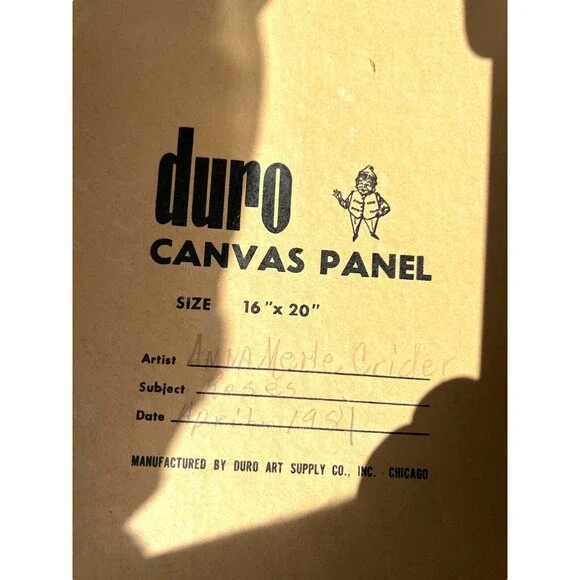 duro
CANVAS PANEL
SIZE 16"x 20"
Artist ANNA Merle Crider
Subject Roses
Date April 1981
MANUFACTURED BY DURO ART SUPPLY CO., INC. - CHICAGO